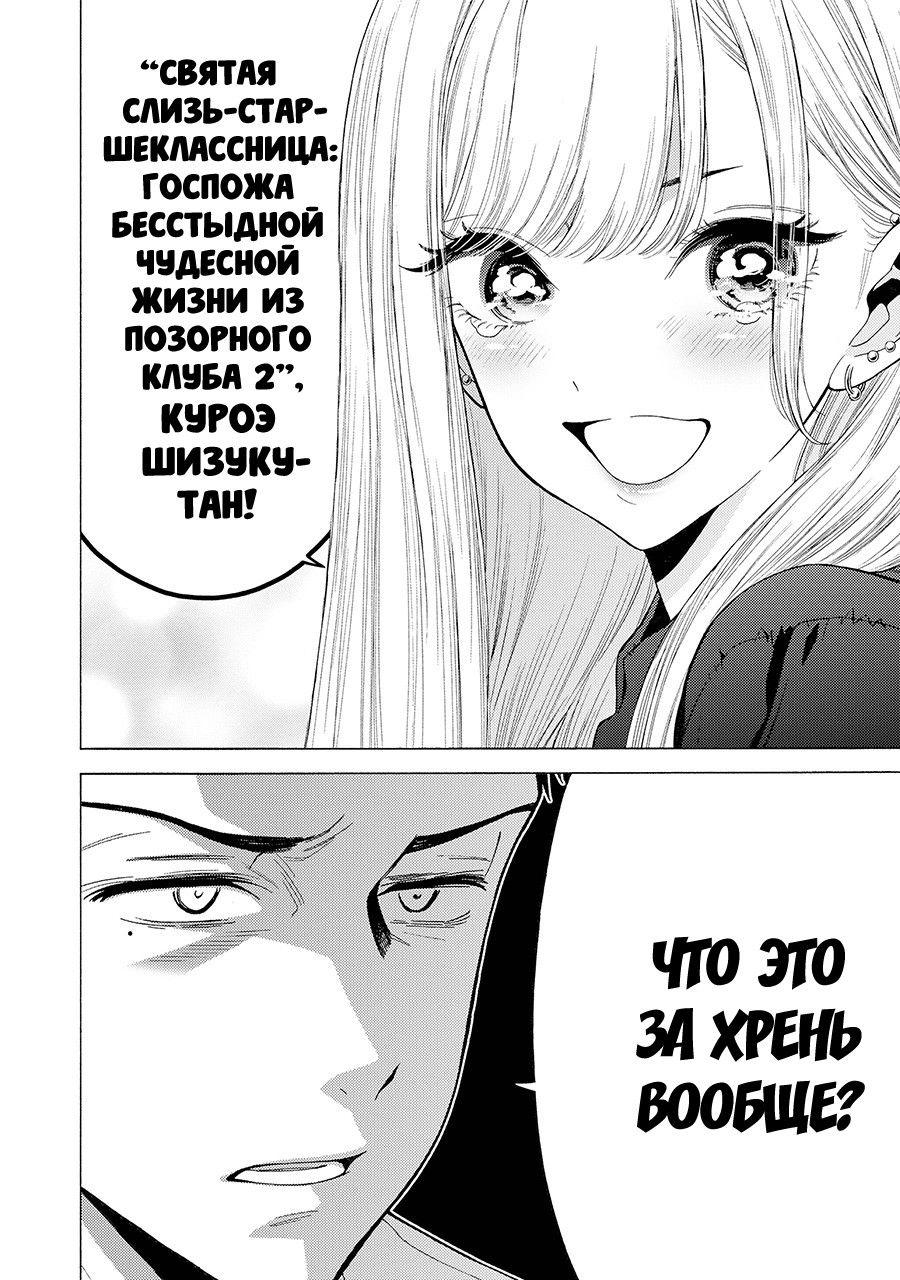 “СВЯТАЯ
СЛИЗЬ-СТАР-
ШЕКЛАССНИЦА:
ГОСПОЖА
БЕССТЫДНОЙ
ЧУДЕСНОЙ
ЖИЗНИ ИЗ
ПОЗОРНОГО
КЛУБА 2”,
КУРОЭ
ШИЗУКУ-
ТАН!
ЧТО ЭТО
ЗА ХРЕНЬ
ВООБЩЕ?